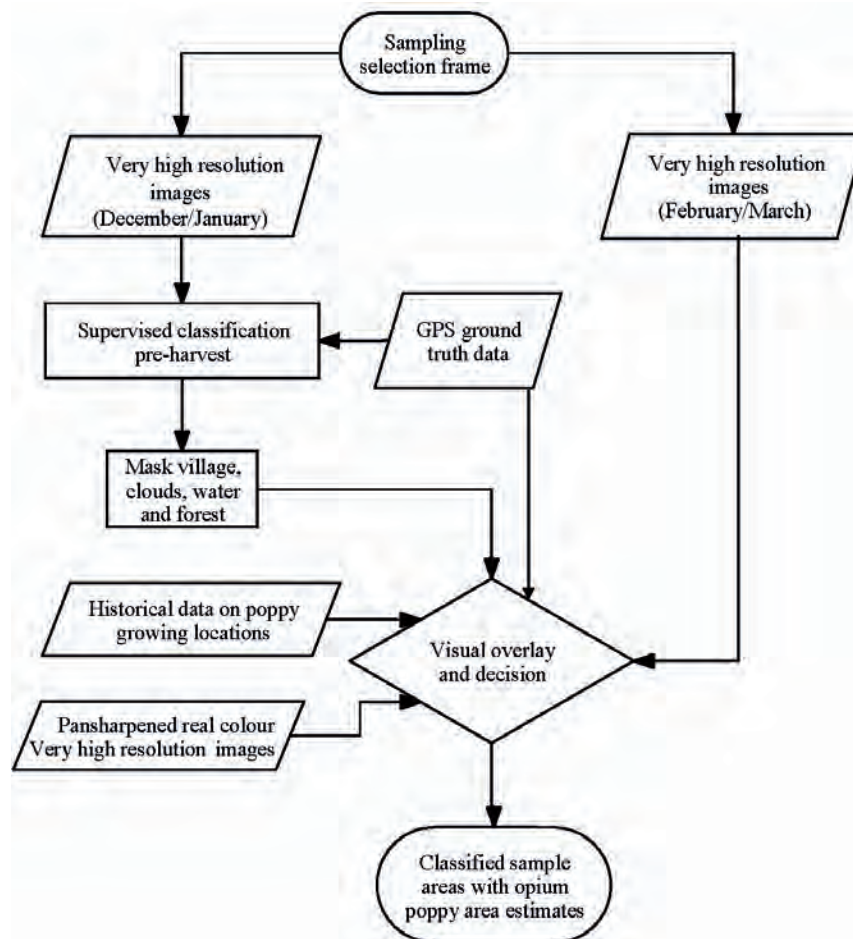 Sampling
selection frame
Very high resolution
images
(December/January)
Very high resolution
images
(February/March)
Supervised classification
pre-harvest
GPS ground
truth data
Mask village,
clouds, water
and forest
Historical data on poppy
growing locations
Visual overlay
and decision
Pansharpened real colour
Very high resolution images
Classified sample
areas with opium
poppy area estimates